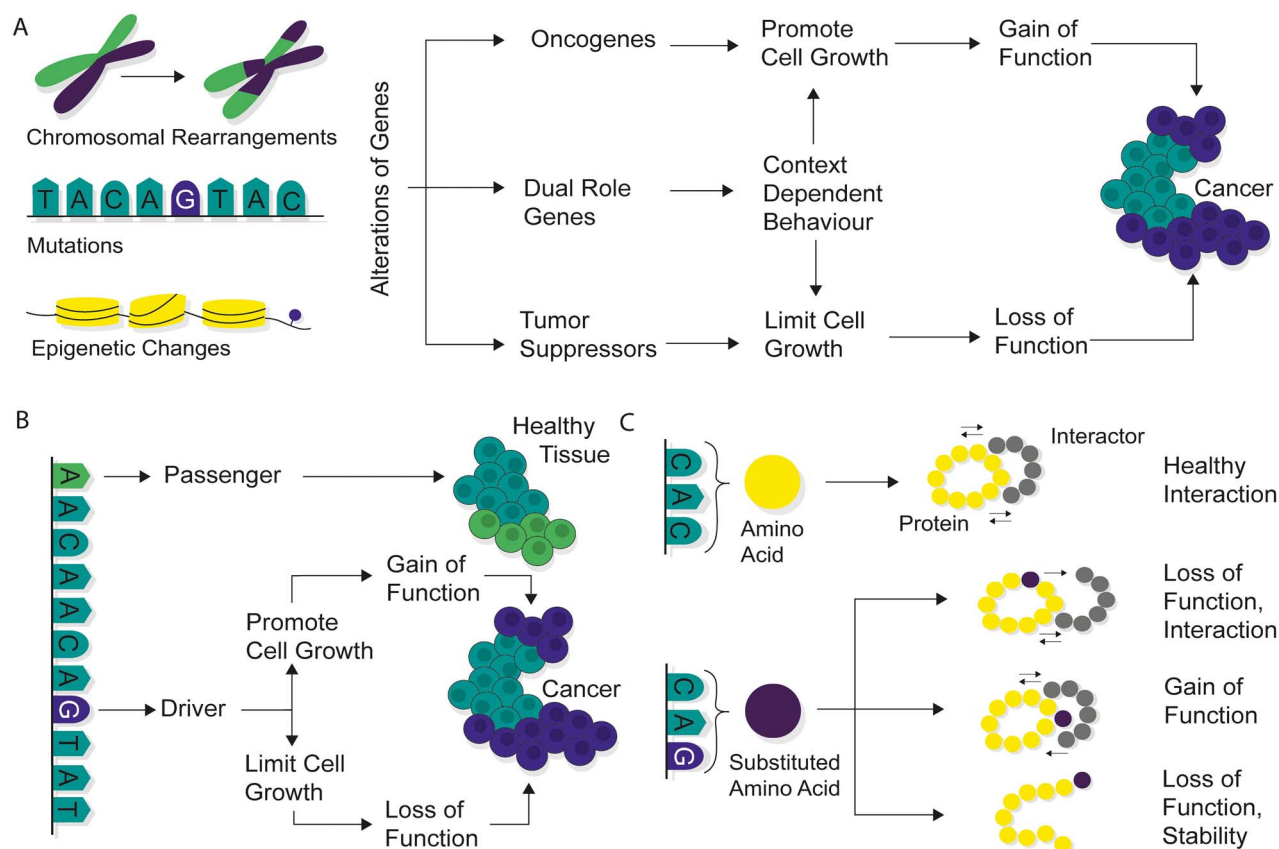 A
Chromosomal Rearrangements
T A C A G T A C
Mutations
Epigenetic Changes
Alterations of Genes
Oncogenes
Promote
Cell Growth
Gain of
Function
Dual Role
Genes
Context
Dependent
Behaviour
Cancer
Tumor
Suppressors
Limit Cell
Growth
Loss of
Function
B
A
A
C
A
A
C
A
G
T
A
T
Passenger
Healthy
Tissue
Driver
Promote
Cell Growth
Gain of
Function
Cancer
Limit Cell
Growth
Loss of
Function
C
C
A
C
Amino
Acid
Protein
Interactor
Healthy
Interaction
Loss of
Function,
Interaction
C
A
G
Substituted
Amino Acid
Gain of
Function
Loss of
Function,
Stability